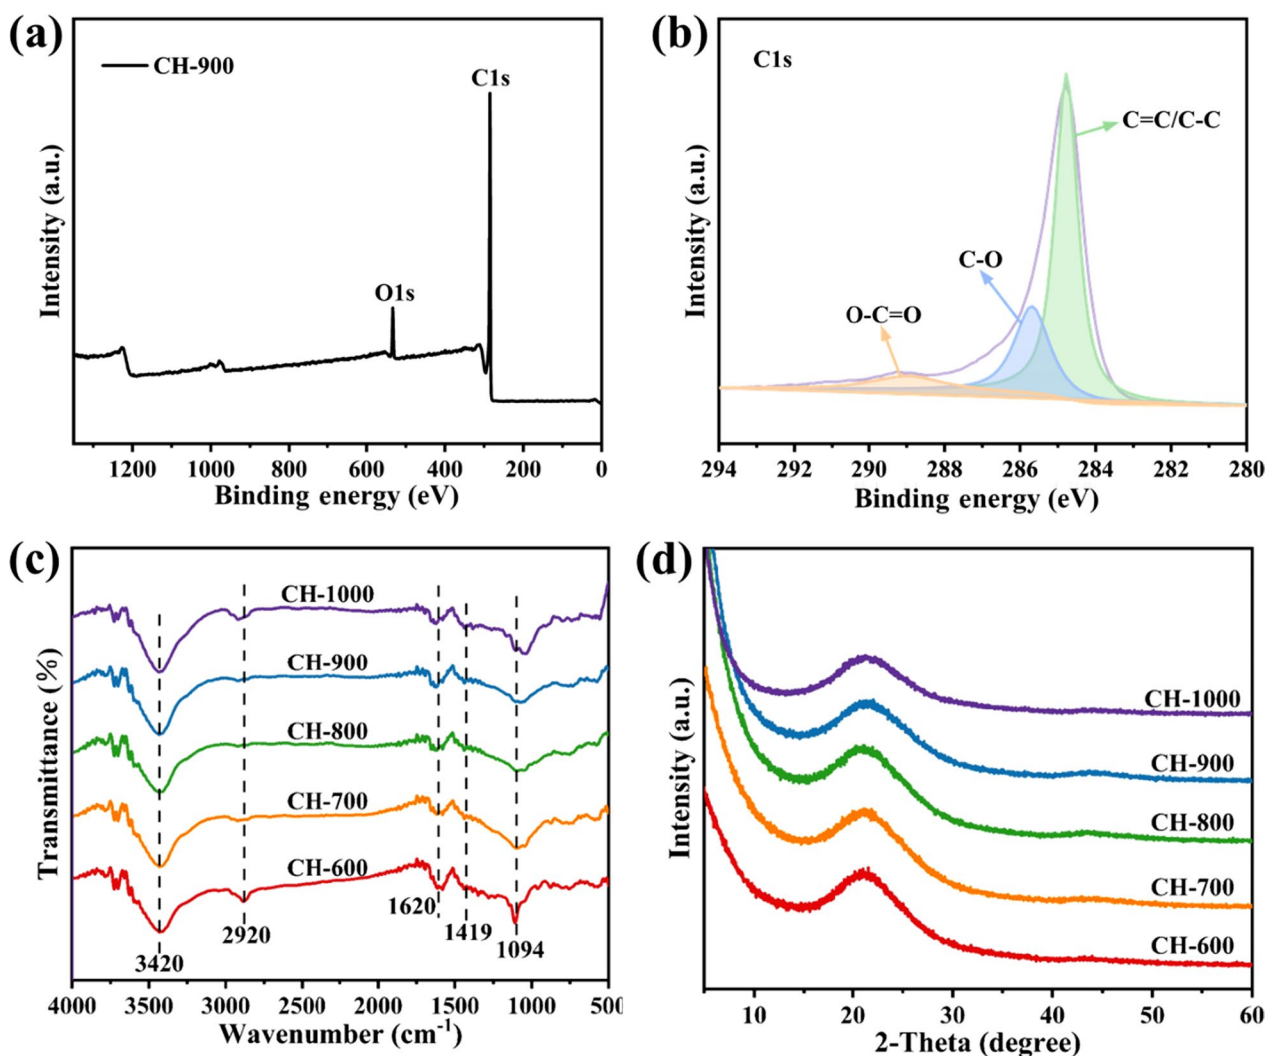 (a)
CH-900
C1s
O1s
Intensity (a.u.)
1200 1000 800 600 400 200 0
Binding energy (eV)
(b)
C1s
C=C/C-C
C-O
O-C=O
Intensity (a.u.)
294 292 290 288 286 284 282 280
Binding energy (eV)
(c)
CH-1000
CH-900
CH-800
CH-700
CH-600
1620
1419
2920
1094
3420
Transmittance (%)
4000 3500 3000 2500 2000 1500 1000 500
Wavenumber (cm⁻¹)
(d)
CH-1000
CH-900
CH-800
CH-700
CH-600
Intensity (a.u.)
10 20 30 40 50 60
2-Theta (degree)